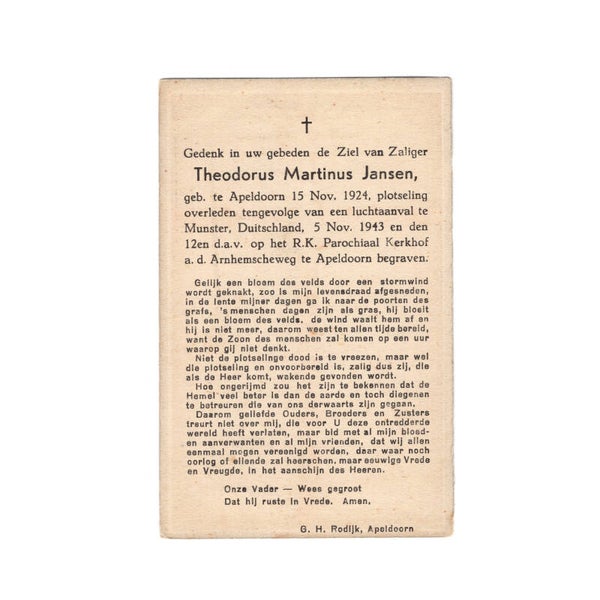 Gedenk in uw gebeden de Ziel van Zaliger
Theodorus Martinus Jansen,
geb. te Apeldoorn 15 Nov. 1924, plotseling
overleden tengevolge van een luchtaanval te
Munster, Duitschland, 5 Nov. 1943 en den
12en d.a.v. op het R.K. Parochiaal Kerkhof
a. d. Arnhemscheweg te Apeldoorn begraven.
Gelijk een bloem des velds door een stormwind
wordt geknakt, zoo is mijn levensdraad afgesneden,
in de lente mijner dagen ga ik naar de poorten des
grafs, 's menschen dagen zijn als gras, hij bloeit
als een bloem des velds. de wind waait hem af en
hij is niet meer, daarom weest ten allen tijde bereid,
want de Zoon des menschen zal komen op een uur
waarop gij niet denkt.
Niet de plotselinge dood is te vreezen, maar wel
die plotseling en onvoorbereid is, zalig dus zij, die
als de Heer komt, wakende gevonden wordt.
Hoe ongerijmd zou het zijn te bekennen dat de
Hemel veel beter is dan de aarde en toch diegenen
te betreuren die van ons derwaarts zijn gegaan.
Daarom geliefde Ouders, Broeders en Zusters
treurt niet over mij, die voor U deze ontredderde
wereld heeft verlaten, maar bid met al mijn bloed-
en aanverwanten en al mijn vrienden, dat wij allen
eenmaal mogen vereenigd worden, daar waar noch
oorlog of ellende zal heerschen. maar eeuwige Vrede
en Vreugde, in het aanschijn des Heeren.
Onze Vader — Wees gegroet
Dat hij ruste in Vrede. Amen.
G. H. Rodijk, Apeldoorn